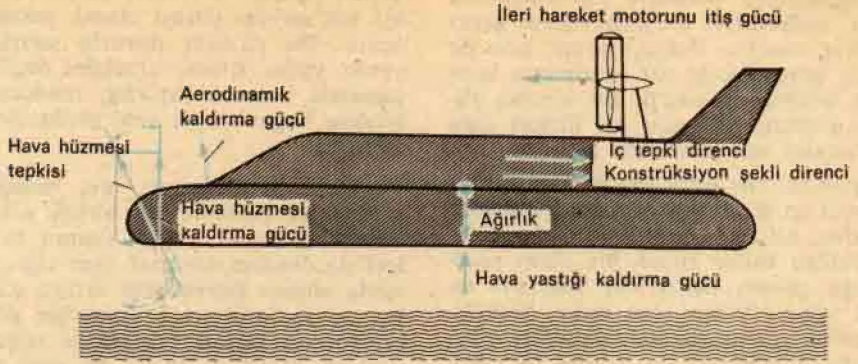 İleri hareket motorunu itiş gücü
Aerodinamik
kaldırma gücü
Hava hüzmesi
tepkisi
İç tepki direnci
Konstrüksiyon şekli direnci
Hava hüzmesi
kaldırma gücü
Ağırlık
Hava yastığı kaldırma gücü